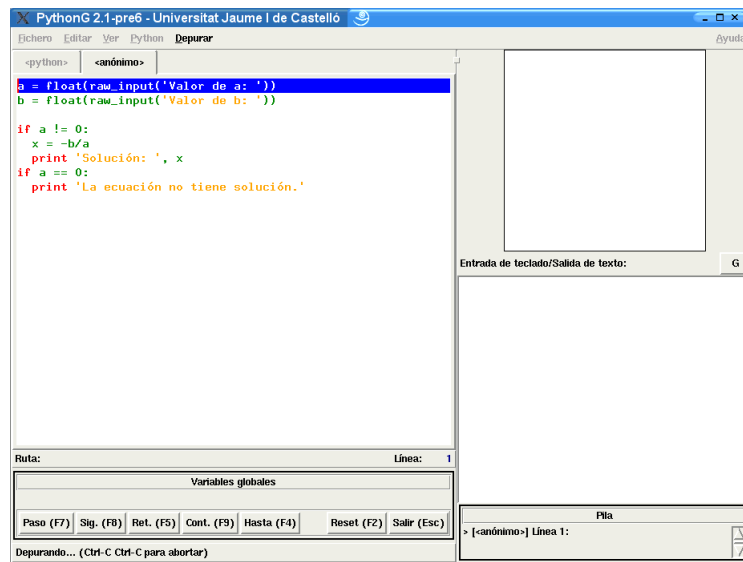 PythonG 2.1-pre6 - Universitat Jaume I de Castelló
Fichero Editar Ver Python Depurar Ayuda
<python> <anónimo>
a = float(raw_input('Valor de a: '))
b = float(raw_input('Valor de b: '))
if a != 0:
x = -b/a
print 'Solución: ', x
if a == 0:
print 'La ecuación no tiene solución.'
Entrada de teclado/Salida de texto: G
Ruta: Línea: 1
Variables globales
Paso (F7) Sig. (F8) Ret. (F5) Cont. (F9) Hasta (F4) Reset (F2) Salir (Esc)
Depurando... (Ctrl-C Ctrl-C para abortar)
Pila
> [<anónimo>] Línea 1: